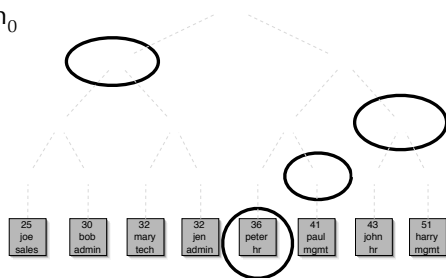 h₀
25 30 32 32 36 41 43 51
joe bob mary jen peter paul john harry
sales admin tech admin hr mgmt hr mgmt